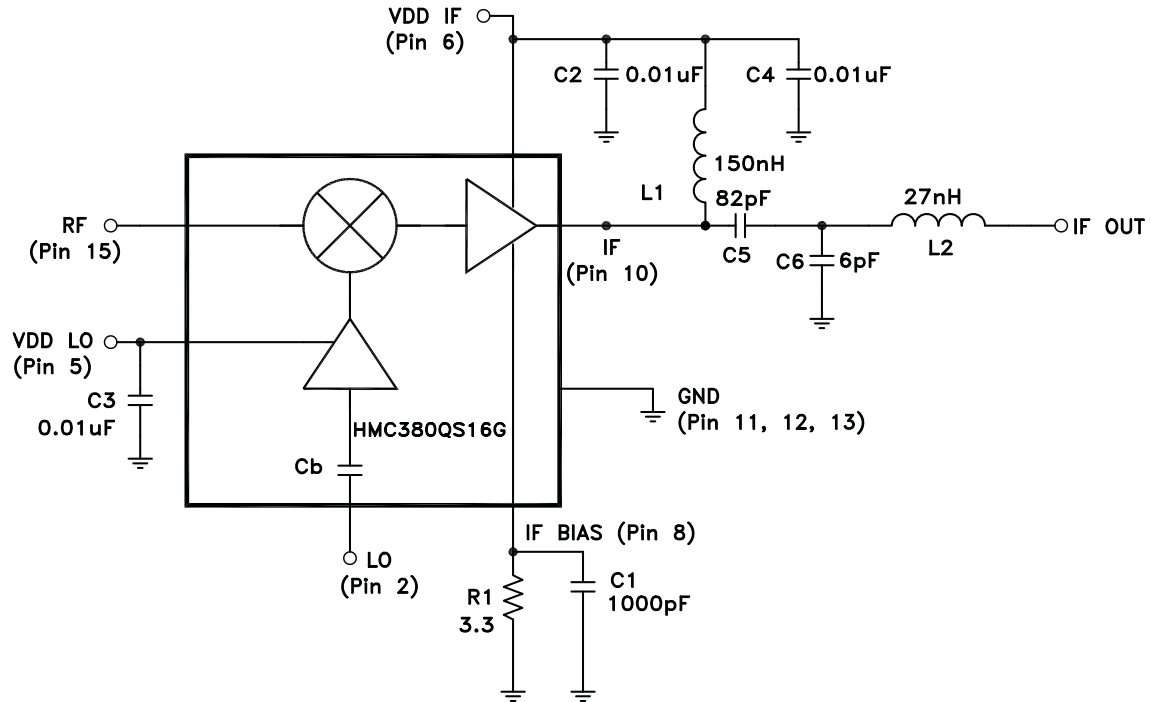 VDD IF
(Pin 6)
C2
0.01uF
C4
0.01uF
150nH
L1
82pF
27nH
RF
(Pin 15)
IF
(Pin 10)
C5
C6
6pF
L2
IF OUT
VDD LO
(Pin 5)
C3
0.01uF
GND
(Pin 11, 12, 13)
HMC380QS16G
Cb
IF BIAS (Pin 8)
LO
(Pin 2)
R1
3.3
C1
1000pF